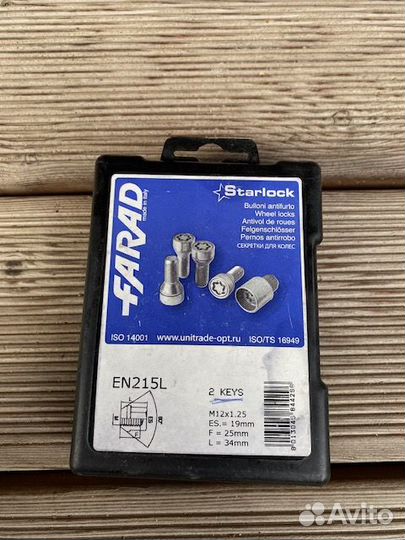 FARAD
made in Italy
Starlock
Bulloni antifurto
Wheel locks
Antivol de roues
Felgenschlösser
Pernos antirrobo
СЕКРЕТКИ ДЛЯ КОЛЕС
ISO 14001
www.unitrade-opt.ru
ISO/TS 16949
EN215L
2 KEYS
M12x1.25
ES.= 19mm
F = 25mm
L = 34mm
L
F
M
ES
Avito